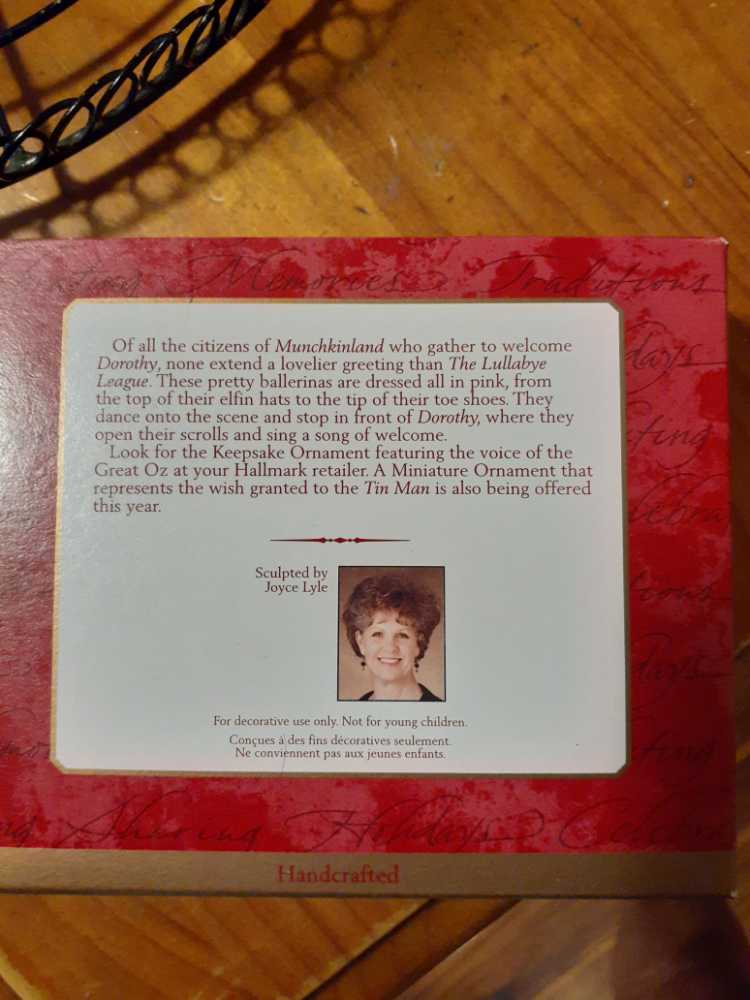 Memories Traditions
Of all the citizens of Munchkinland who gather to welcome
Dorothy, none extend a lovelier greeting than The Lullabye
League. These pretty ballerinas are dressed all in pink, from
the top of their elfin hats to the tip of their toe shoes. They
dance onto the scene and stop in front of Dorothy, where they
open their scrolls and sing a song of welcome.
Look for the Keepsake Ornament featuring the voice of the
Great Oz at your Hallmark retailer. A Miniature Ornament that
represents the wish granted to the Tin Man is also being offered
this year.
Sculpted by
Joyce Lyle
For decorative use only. Not for young children.
Conçues à des fins décoratives seulement.
Ne conviennent pas aux jeunes enfants.
Sharing Holidays
Handcrafted